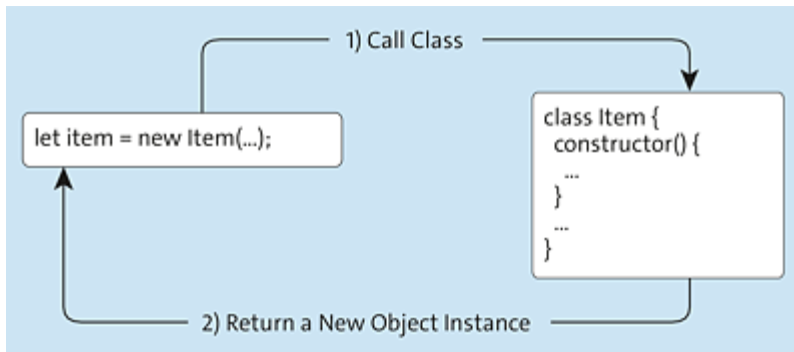 1) Call Class
let item = new Item(...);
class Item {
constructor() {
...
}
...
}
2) Return a New Object Instance